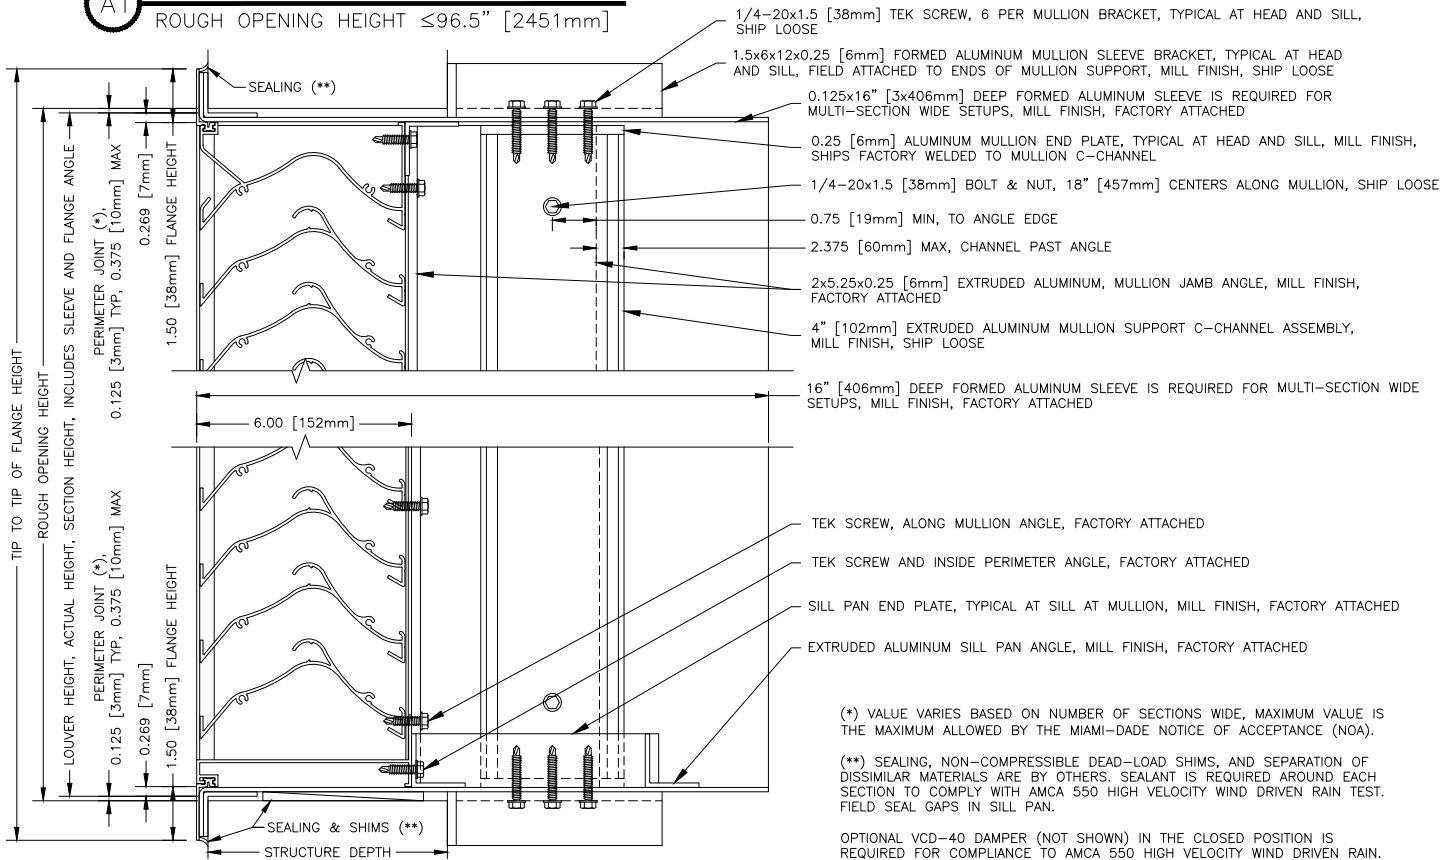 A1
ROUGH OPENING HEIGHT ≤96.5" [2451mm]
1/4-20x1.5 [38mm] TEK SCREW, 6 PER MULLION BRACKET, TYPICAL AT HEAD AND SILL,
SHIP LOOSE
1.5x6x12x0.25 [6mm] FORMED ALUMINUM MULLION SLEEVE BRACKET, TYPICAL AT HEAD
AND SILL, FIELD ATTACHED TO ENDS OF MULLION SUPPORT, MILL FINISH, SHIP LOOSE
0.125x16" [3x406mm] DEEP FORMED ALUMINUM SLEEVE IS REQUIRED FOR
MULTI-SECTION WIDE SETUPS, MILL FINISH, FACTORY ATTACHED
0.25 [6mm] ALUMINUM MULLION END PLATE, TYPICAL AT HEAD AND SILL, MILL FINISH,
SHIPS FACTORY WELDED TO MULLION C-CHANNEL
1/4-20x1.5 [38mm] BOLT & NUT, 18" [457mm] CENTERS ALONG MULLION, SHIP LOOSE
0.75 [19mm] MIN, TO ANGLE EDGE
2.375 [60mm] MAX, CHANNEL PAST ANGLE
2x5.25x0.25 [6mm] EXTRUDED ALUMINUM, MULLION JAMB ANGLE, MILL FINISH,
FACTORY ATTACHED
4" [102mm] EXTRUDED ALUMINUM MULLION SUPPORT C-CHANNEL ASSEMBLY,
MILL FINISH, SHIP LOOSE
16" [406mm] DEEP FORMED ALUMINUM SLEEVE IS REQUIRED FOR MULTI-SECTION WIDE
SETUPS, MILL FINISH, FACTORY ATTACHED
SEALING (**)
TIP TO TIP OF FLANGE HEIGHT
ROUGH OPENING HEIGHT
LOUVER HEIGHT, ACTUAL HEIGHT, SECTION HEIGHT, INCLUDES SLEEVE AND FLANGE ANGLE
PERIMETER JOINT (*),
0.125 [3mm] TYP, 0.375 [10mm] MAX
0.269 [7mm]
1.50 [38mm] FLANGE HEIGHT
6.00 [152mm]
PERIMETER JOINT (*),
0.125 [3mm] TYP, 0.375 [10mm] MAX
0.269 [7mm]
1.50 [38mm] FLANGE HEIGHT
TEK SCREW, ALONG MULLION ANGLE, FACTORY ATTACHED
TEK SCREW AND INSIDE PERIMETER ANGLE, FACTORY ATTACHED
SILL PAN END PLATE, TYPICAL AT SILL AT MULLION, MILL FINISH, FACTORY ATTACHED
EXTRUDED ALUMINUM SILL PAN ANGLE, MILL FINISH, FACTORY ATTACHED
SEALING & SHIMS (**)
STRUCTURE DEPTH
(*) VALUE VARIES BASED ON NUMBER OF SECTIONS WIDE, MAXIMUM VALUE IS
THE MAXIMUM ALLOWED BY THE MIAMI-DADE NOTICE OF ACCEPTANCE (NOA).
(**) SEALING, NON-COMPRESSIBLE DEAD-LOAD SHIMS, AND SEPARATION OF
DISSIMILAR MATERIALS ARE BY OTHERS. SEALANT IS REQUIRED AROUND EACH
SECTION TO COMPLY WITH AMCA 550 HIGH VELOCITY WIND DRIVEN RAIN TEST.
FIELD SEAL GAPS IN SILL PAN.
OPTIONAL VCD-40 DAMPER (NOT SHOWN) IN THE CLOSED POSITION IS
REQUIRED FOR COMPLIANCE TO AMCA 550 HIGH VELOCITY WIND DRIVEN RAIN.